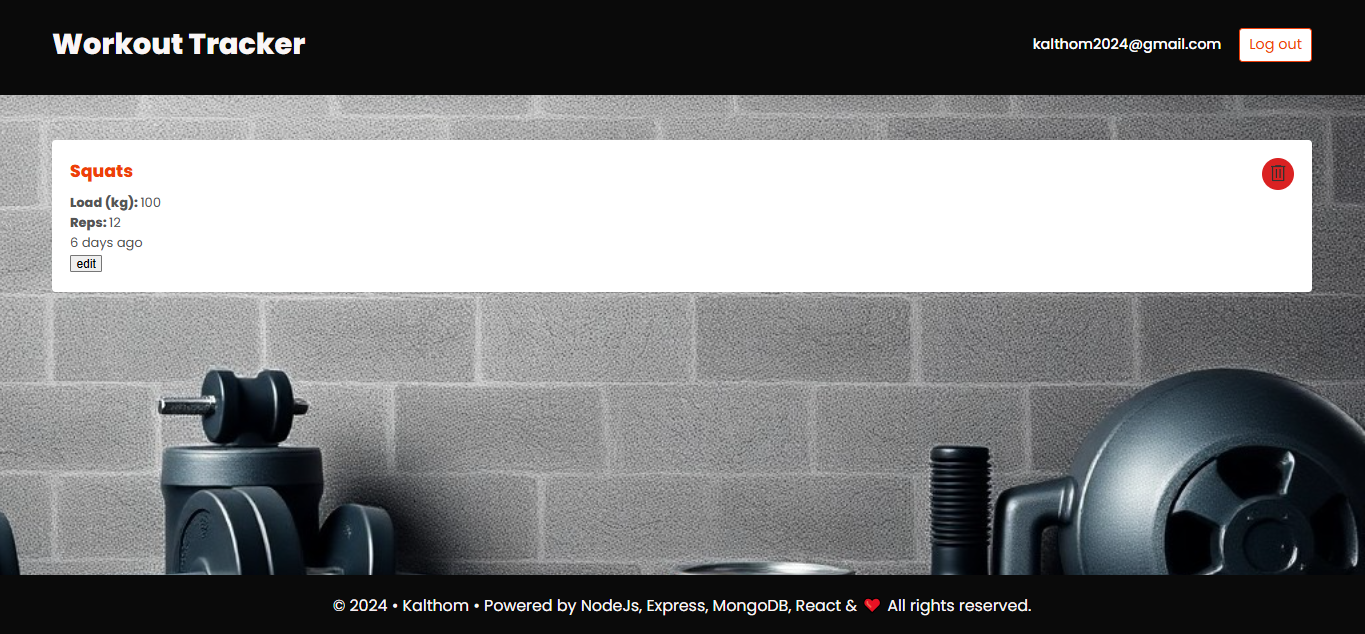 Workout Tracker
kalthom2024@gmail.com Log out
Squats
Load (kg): 100
Reps: 12
6 days ago
edit
© 2024 • Kalthom • Powered by NodeJs, Express, MongoDB, React & ❤ All rights reserved.